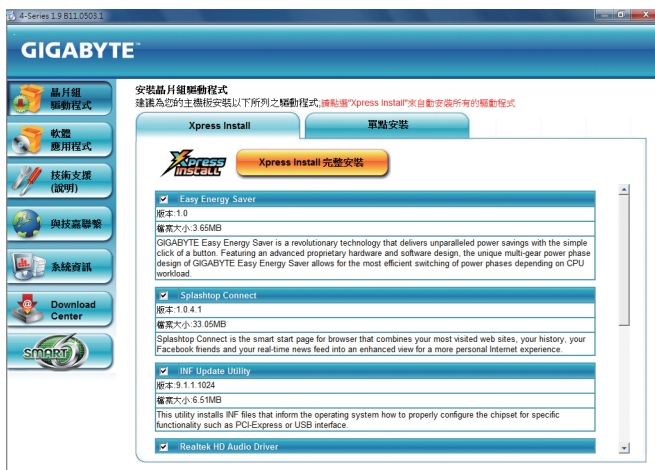 4-Series 1.9 B11.0503.1
GIGABYTE™
晶片組
驅動程式
軟體
應用程式
技術支援
(說明)
與技嘉聯繫
系統資訊
Download
Center
SMART
安裝晶片組驅動程式
建議為您的主機板安裝以下所列之驅動程式;請點選"Xpress Install"來自動安裝所有的驅動程式
Xpress Install
單點安裝
Xpress
INSTALL
Xpress Install 完整安裝
Easy Energy Saver
版本:1.0
檔案大小:3.65MB
GIGABYTE Easy Energy Saver is a revolutionary technology that delivers unparalleled power savings with the simple
click of a button. Featuring an advanced proprietary hardware and software design, the unique multi-gear power phase
design of GIGABYTE Easy Energy Saver allows for the most efficient switching of power phases depending on CPU
workload.
Splashtop Connect
版本:1.0.4.1
檔案大小:33.05MB
Splashtop Connect is the smart start page for browser that combines your most visited web sites, your history, your
Facebook friends and your real-time news feed into an enhanced view for a more personal Internet experience.
INF Update Utility
版本:9.1.1.1024
檔案大小:6.51MB
This utility installs INF files that inform the operating system how to properly configure the chipset for specific
functionality such as PCI-Express or USB interface.
Realtek HD Audio Driver